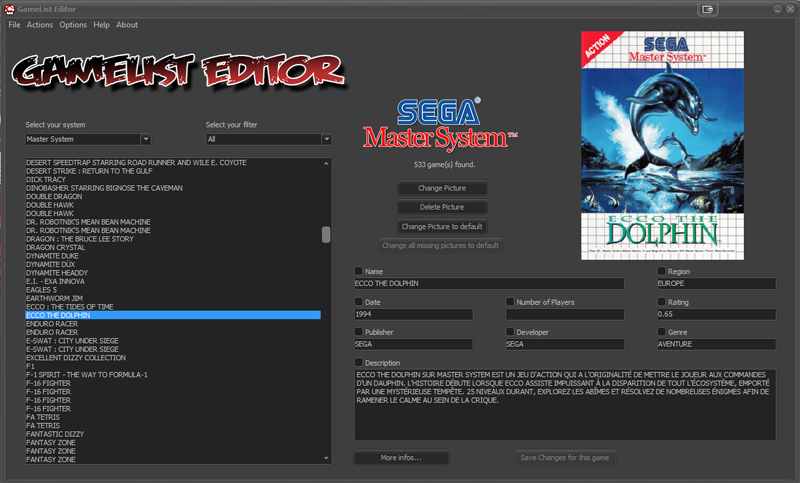 GameList Editor
File Actions Options Help About
GAMELIST EDITOR
Select your system
Select your filter
Master System
All
DESERT SPEEDTRAP STARRING ROAD RUNNER AND WILE E. COYOTE
DESERT STRIKE : RETURN TO THE GULF
DICK TRACY
DINOBASHER STARRING BIGNOSE THE CAVEMAN
DOUBLE DRAGON
DOUBLE HAWK
DOUBLE HAWK
DR. ROBOTNIK'S MEAN BEAN MACHINE
DR. ROBOTNIK'S MEAN BEAN MACHINE
DRAGON : THE BRUCE LEE STORY
DRAGON CRYSTAL
DYNAMITE DUKE
DYNAMITE DÜX
DYNAMITE HEADDY
E.I. - EXA INNOVA
EAGLES 5
EARTHWORM JIM
ECCO : THE TIDES OF TIME
ECCO THE DOLPHIN
ENDURO RACER
ENDURO RACER
E-SWAT : CITY UNDER SIEGE
E-SWAT : CITY UNDER SIEGE
EXCELLENT DIZZY COLLECTION
F1
F-1 SPIRIT - THE WAY TO FORMULA-1
F-16 FIGHTER
F-16 FIGHTER
F-16 FIGHTER
F-16 FIGHTER
FA TETRIS
FA TETRIS
FANTASTIC DIZZY
FANTASY ZONE
FANTASY ZONE
FANTASY ZONE
SEGA
Master System™
533 game(s) found.
Change Picture
Delete Picture
Change Picture to default
Change all missing pictures to default
ACTION
SEGA
Master System™
ECCO THE
DOLPHIN
Name
Region
ECCO THE DOLPHIN
EUROPE
Date
Number of Players
Rating
1994
0.65
Publisher
Developer
Genre
SEGA
SEGA
AVENTURE
Description
ECCO THE DOLPHIN SUR MASTER SYSTEM EST UN JEU D'ACTION QUI A L'ORIGINALITÉ DE METTRE LE JOUEUR AUX COMMANDES
D'UN DAUPHIN. L'HISTOIRE DÉBUTE LORSQUE ECCO ASSISTE IMPUISSANT À LA DISPARITION DE TOUT L'ÉCOSYSTÈME, EMPORTÉ
PAR UNE MYSTÉRIEUSE TEMPÊTE. 25 NIVEAUX DURANT, EXPLOREZ LES ABÎMES ET RÉSOLVEZ DE NOMBREUSES ÉNIGMES AFIN DE
RAMENER LE CALME AU SEIN DE LA CRIQUE.
More infos...
Save Changes for this game